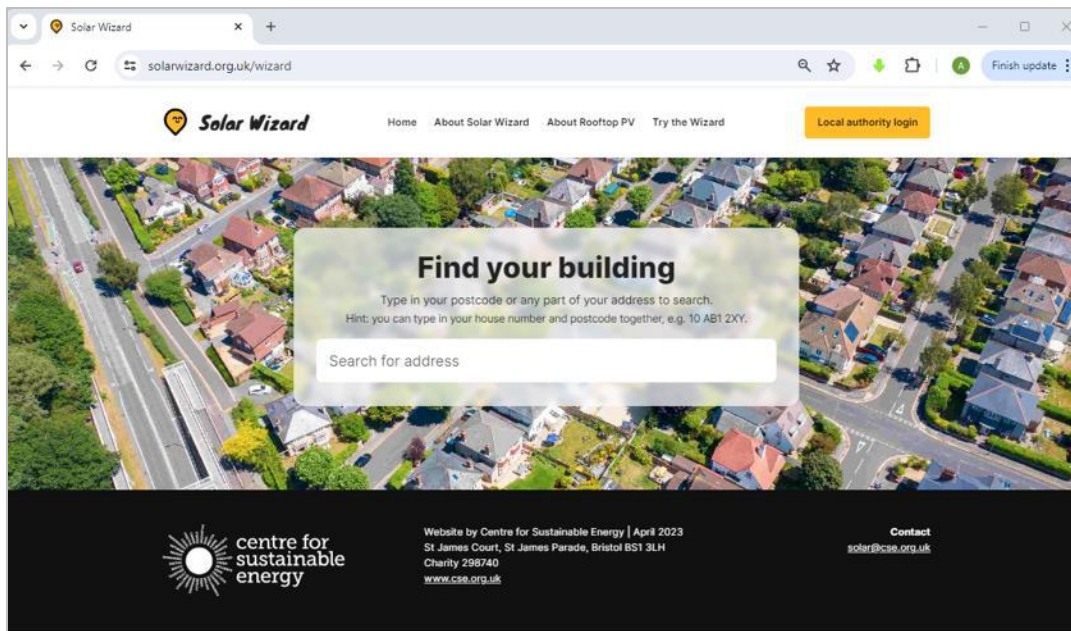 Solar Wizard
solarwizard.org.uk/wizard
A
Finish update
Solar Wizard
Home
About Solar Wizard
About Rooftop PV
Try the Wizard
Local authority login
Find your building
Type in your postcode or any part of your address to search.
Hint: you can type in your house number and postcode together, e.g. 10 AB1 2XY.
Search for address
centre for
sustainable
energy
Website by Centre for Sustainable Energy | April 2023
St James Court, St James Parade, Bristol BS1 3LH
Charity 298740
www.cse.org.uk
Contact
solar@cse.org.uk